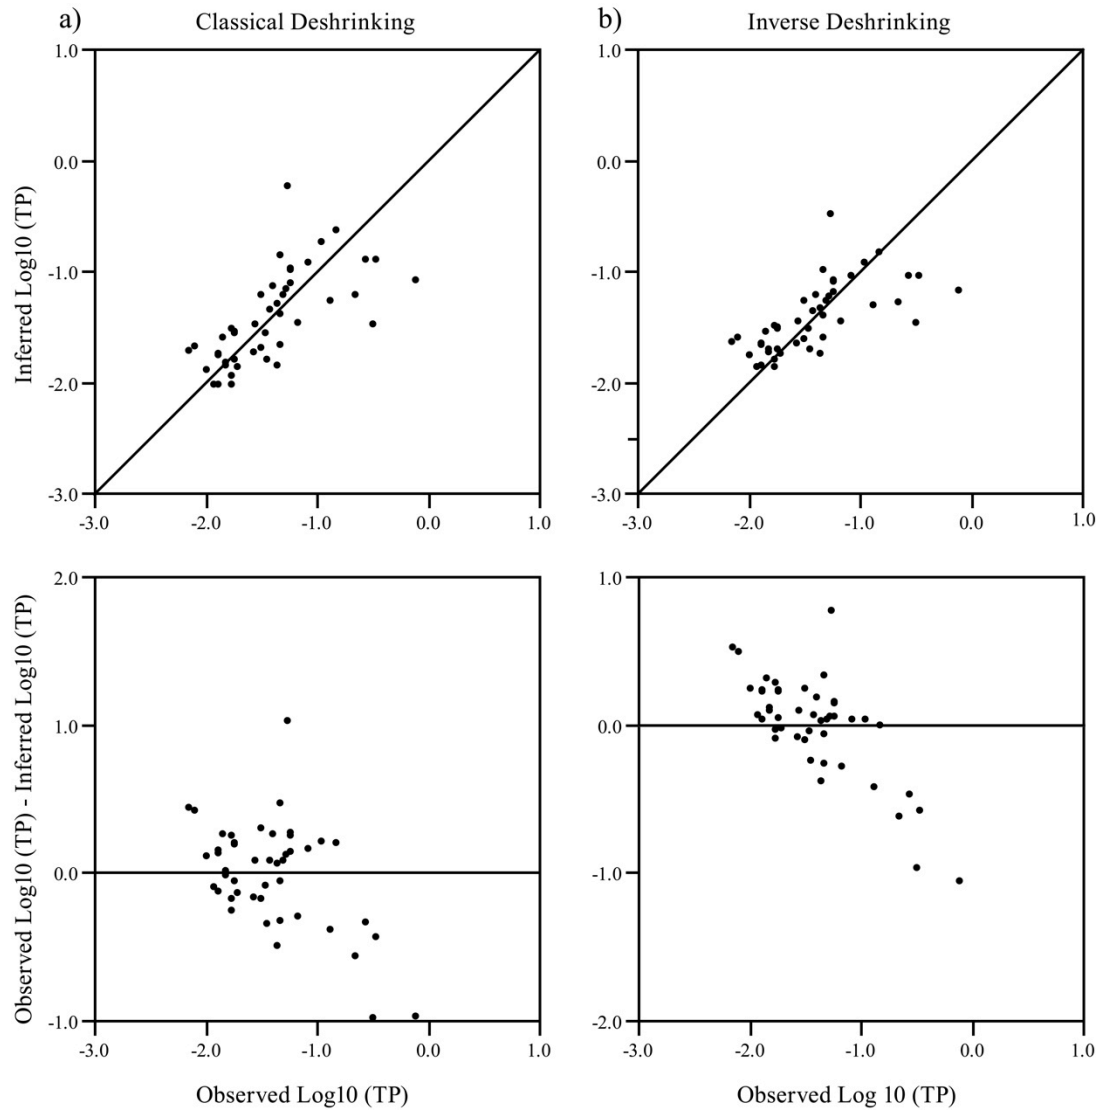 a)
Classical Deshrinking
b)
Inverse Deshrinking
Inferred Log10 (TP)
1.0
0.0
-1.0
-2.0
-3.0
-3.0 -2.0 -1.0 0.0 1.0
1.0
0.0
-1.0
-2.0
-3.0
-3.0 -2.0 -1.0 0.0 1.0
Observed Log10 (TP) - Inferred Log10 (TP)
2.0
1.0
0.0
-1.0
-3.0 -2.0 -1.0 0.0 1.0
Observed Log10 (TP)
1.0
0.0
-1.0
-2.0
-3.0 -2.0 -1.0 0.0 1.0
Observed Log 10 (TP)